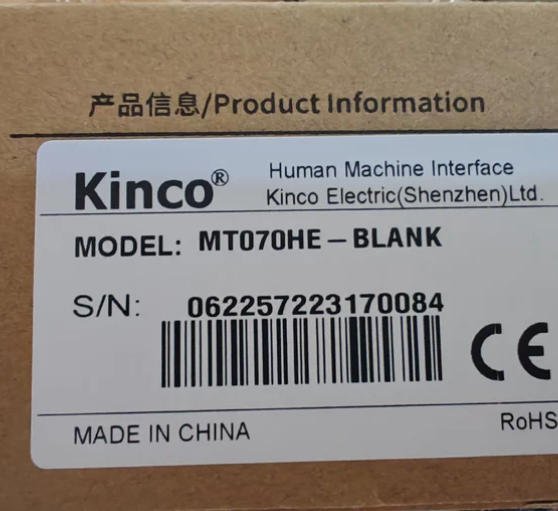 产品信息/Product Information
Kinco®
Human Machine Interface
Kinco Electric(Shenzhen)Ltd.
MODEL: MT070HE-BLANK
S/N: 062257223170084
CE
MADE IN CHINA
RoHS